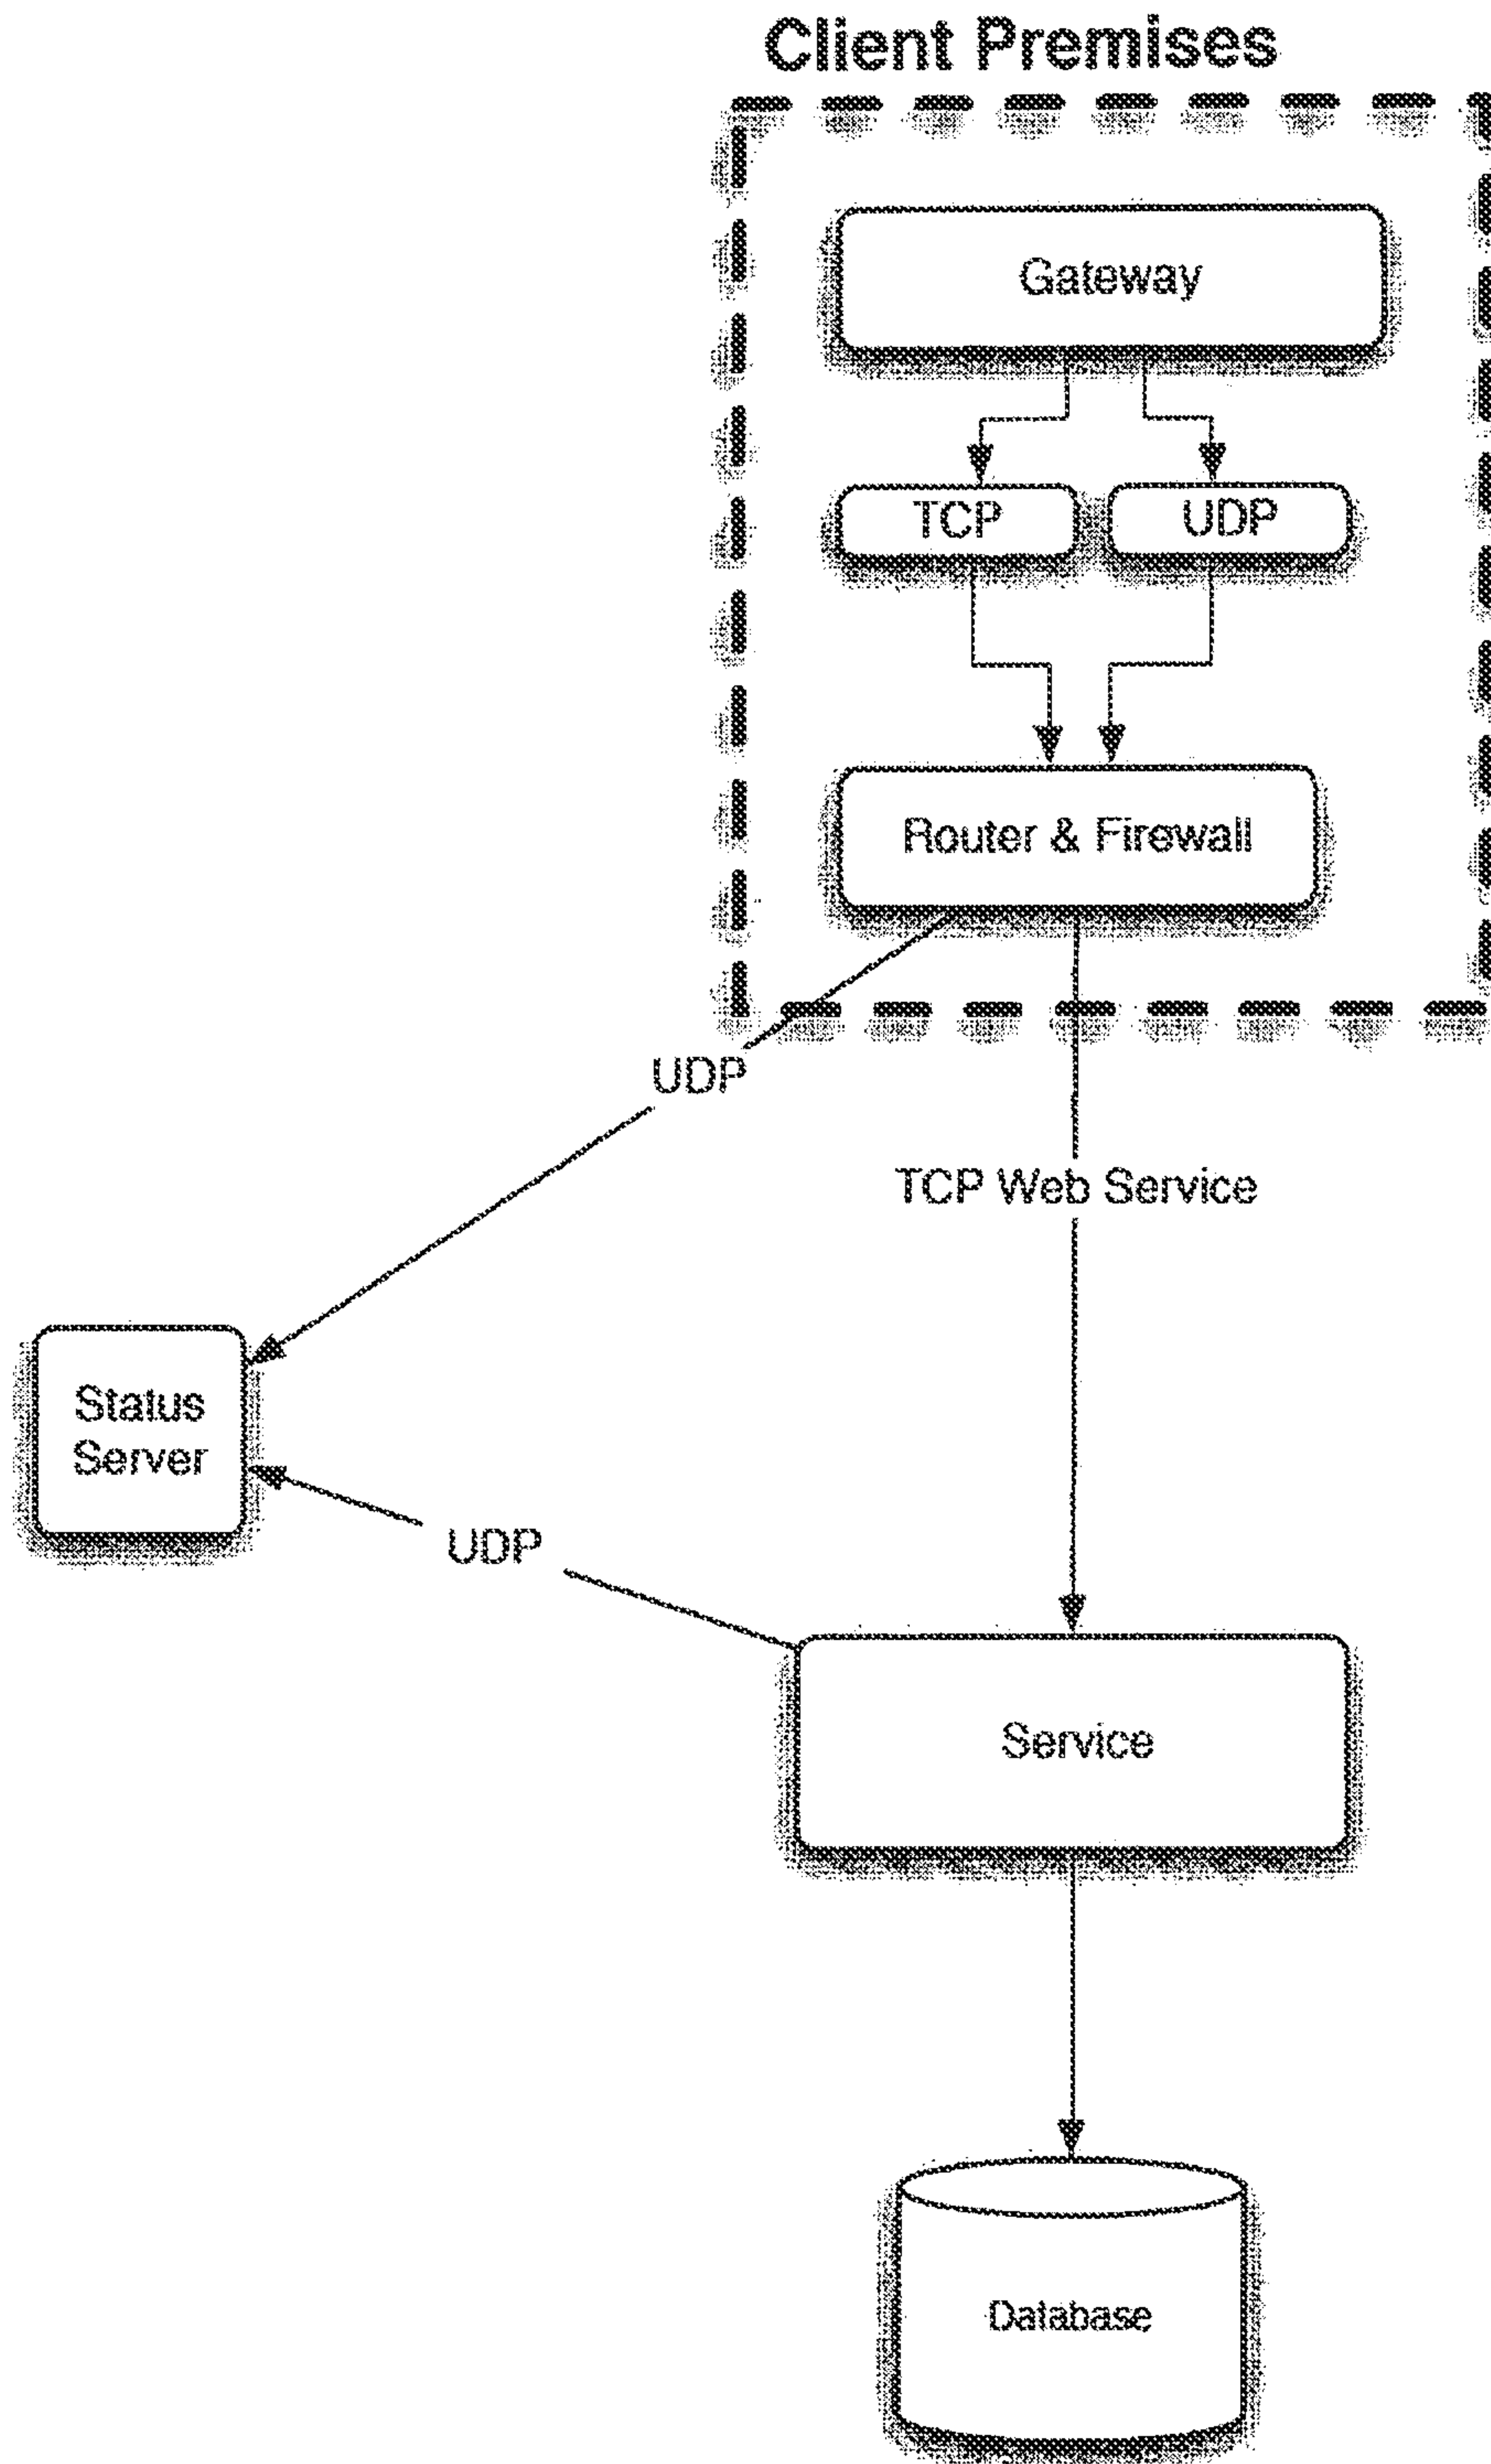 Client Premises
Gateway
TCP
UDP
Router & Firewall
UDP
TCP Web Service
Status
Server
UDP
Service
Database